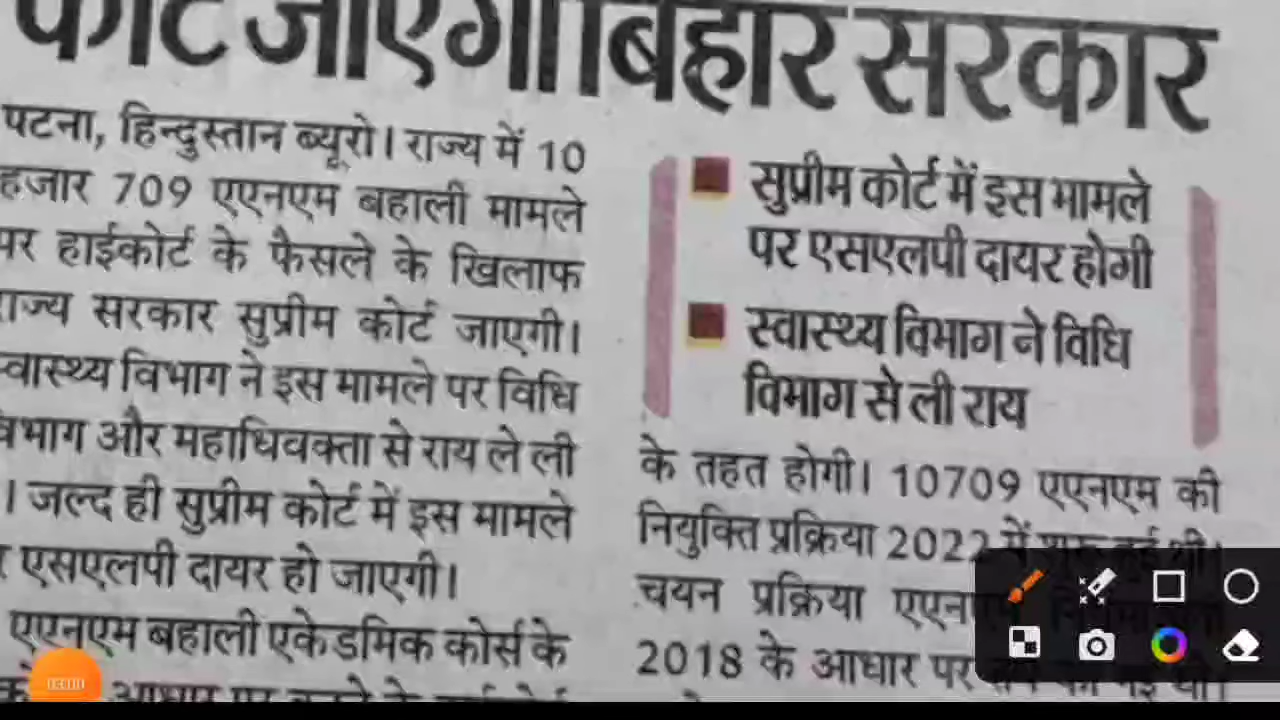 कोर्ट जाएगी बिहार सरकार
पटना, हिन्दुस्तान ब्यूरो। राज्य में 10
हजार 709 एएनएम बहाली मामले
पर हाईकोर्ट के फैसले के खिलाफ
राज्य सरकार सुप्रीम कोर्ट जाएगी।
स्वास्थ्य विभाग ने इस मामले पर विधि
विभाग और महाधिवक्ता से राय ले ली
। जल्द ही सुप्रीम कोर्ट में इस मामले
एसएलपी दायर हो जाएगी।
एएनएम बहाली एकेडमिक कोर्स के
सुप्रीम कोर्ट में इस मामले
पर एसएलपी दायर होगी
स्वास्थ्य विभाग ने विधि
विभाग से ली राय
के तहत होगी। 10709 एएनएम की
नियुक्ति प्रक्रिया 2022 में शुरू हुई थी।
चयन प्रक्रिया
2018 के आधार पर
03:00